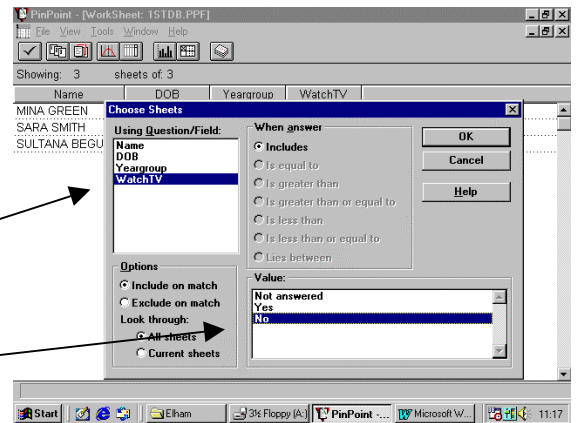 PinPoint - [WorkSheet: 1STDB.PPF]
File View Tools Window Help
Showing: 3 sheets of: 3
Name DOB Yeargroup WatchTV
MINA GREEN
SARA SMITH
SULTANA BEGU
Choose Sheets
Using Question/Field:
Name
DOB
Yeargroup
WatchTV
When answer
Includes
Is equal to
Is greater than
Is greater than or equal to
Is less than
Is less than or equal to
Lies between
OK
Cancel
Help
Options
Include on match
Exclude on match
Look through:
All sheets
Current sheets
Value:
Not answered
Yes
No
Start Elham 3½ Floppy (A:) PinPoint -... Microsoft W... 11:17